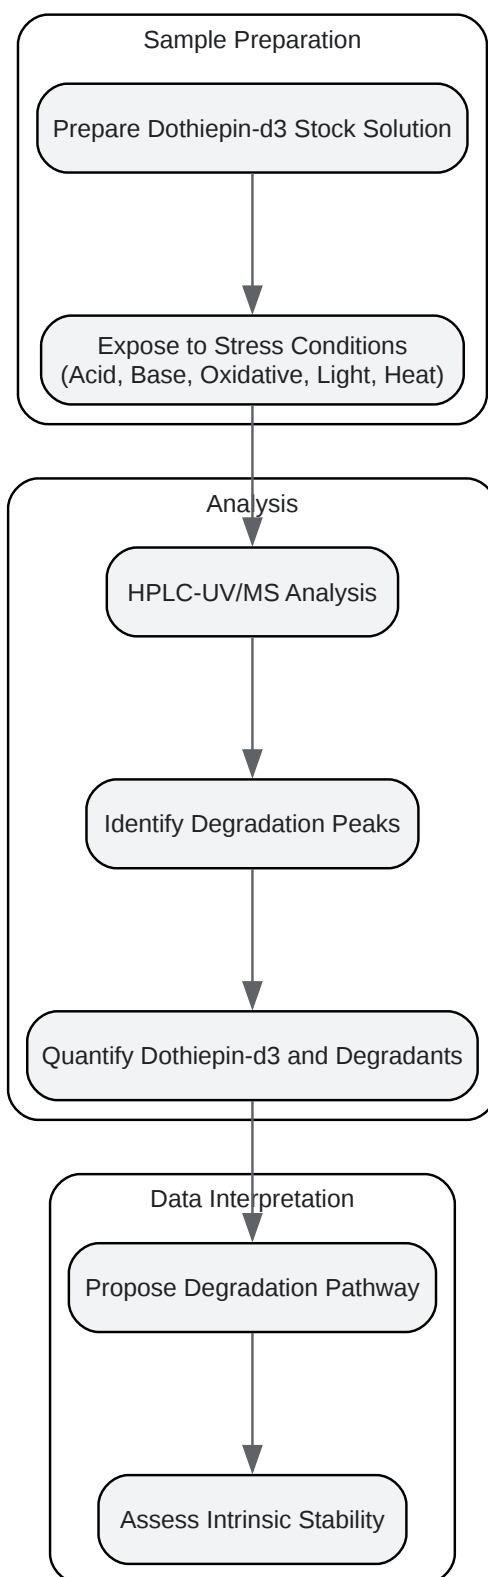 Sample Preparation
Prepare Dothiepin-d3 Stock Solution
Expose to Stress Conditions
(Acid, Base, Oxidative, Light, Heat)
Analysis
HPLC-UV/MS Analysis
Identify Degradation Peaks
Quantify Dothiepin-d3 and Degradants
Data Interpretation
Propose Degradation Pathway
Assess Intrinsic Stability